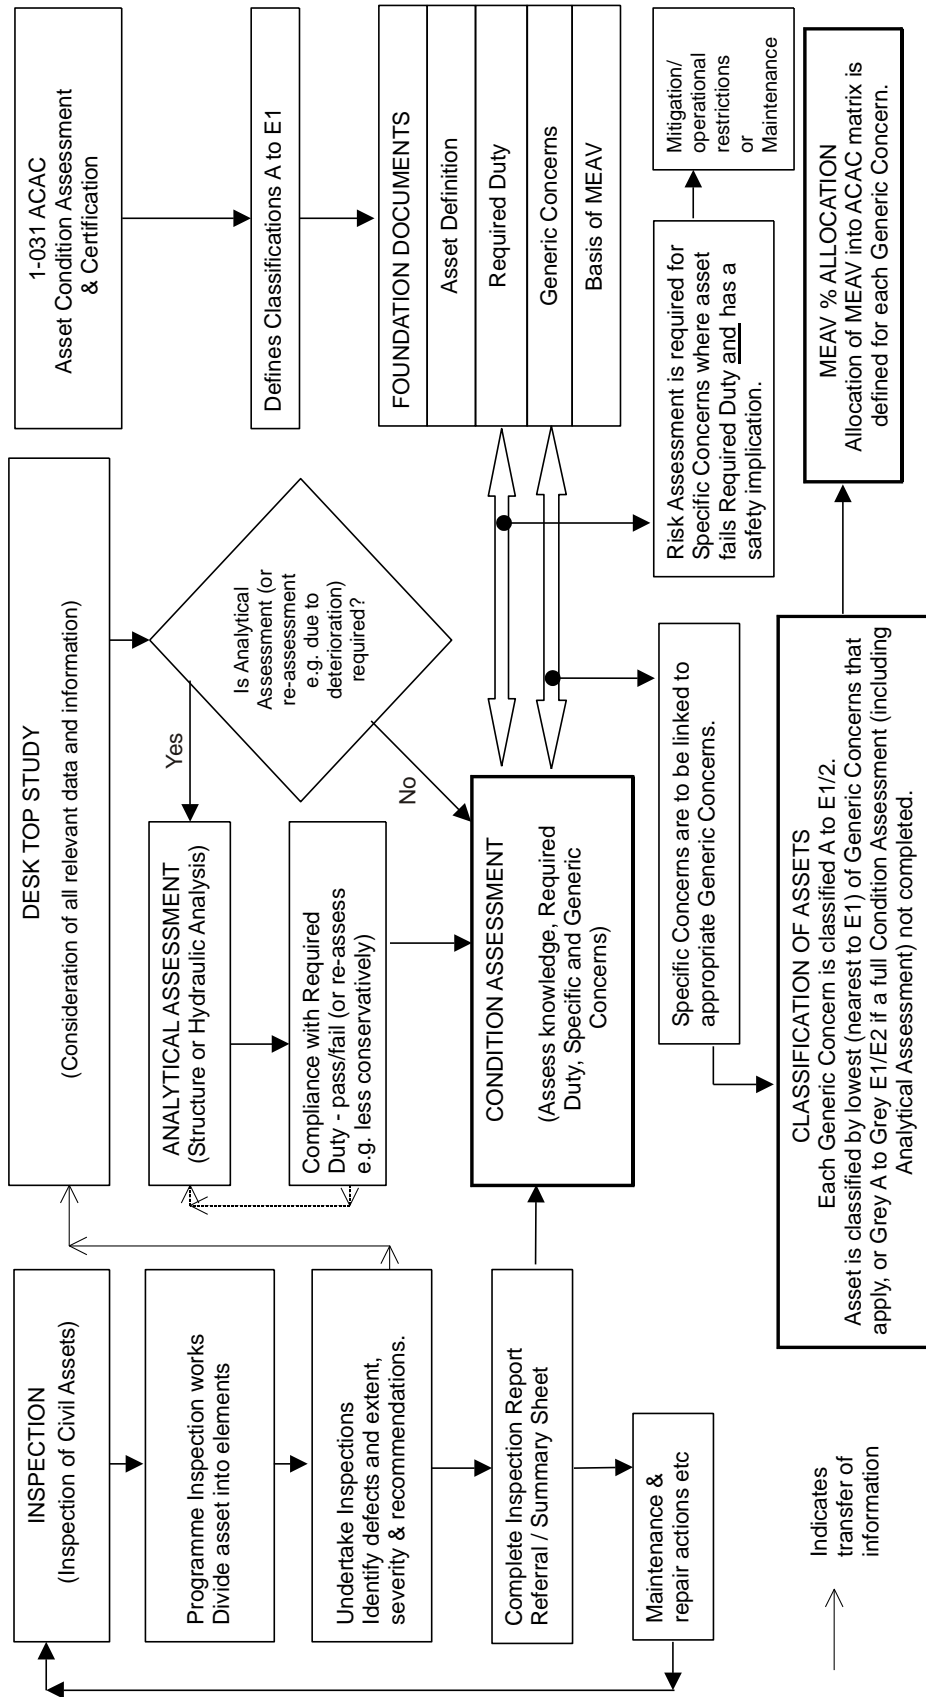 INSPECTION
(Inspection of Civil Assets)
Programme Inspection works
Divide asset into elements
Undertake Inspections
Identify defects and extent,
severity & recommendations.
Complete Inspection Report
Referral / Summary Sheet
Maintenance &
repair actions etc
Indicates
transfer of
information
DESK TOP STUDY
(Consideration of all relevant data and information)
Is Analytical
Assessment (or
re-assessment
e.g. due to
deterioration)
required?
Yes
No
ANALYTICAL ASSESSMENT
(Structure or Hydraulic Analysis)
Compliance with Required
Duty - pass/fail (or re-assess
e.g. less conservatively)
CONDITION ASSESSMENT
(Assess knowledge, Required
Duty, Specific and Generic
Concerns)
Specific Concerns are to be linked to
appropriate Generic Concerns.
CLASSIFICATION OF ASSETS
Each Generic Concern is classified A to E1/2.
Asset is classified by lowest (nearest to E1) of Generic Concerns that
apply, or Grey A to Grey E1/E2 if a full Condition Assessment (including
Analytical Assessment) not completed.
1-031 ACAC
Asset Condition Assessment
& Certification
Defines Classifications A to E1
FOUNDATION DOCUMENTS
Asset Definition
Required Duty
Generic Concerns
Basis of MEAV
Risk Assessment is required for
Specific Concerns where asset
fails Required Duty and has a
safety implication.
Mitigation/
operational
restrictions
or
Maintenance
MEAV % ALLOCATION
Allocation of MEAV into ACAC matrix is
defined for each Generic Concern.